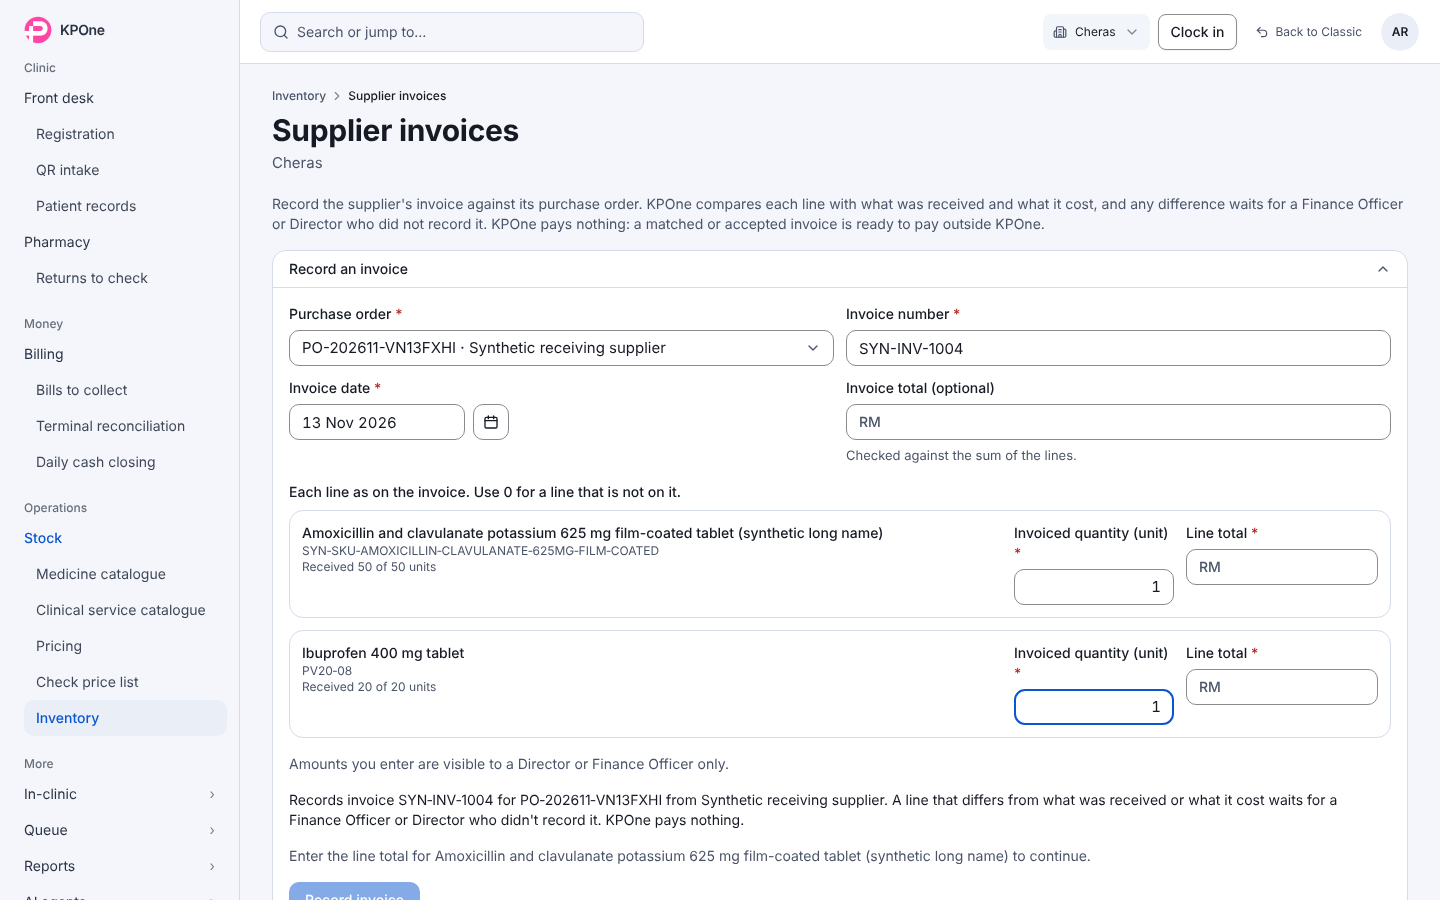 KPOne
Search or jump to...
Cheras
Clock in
Back to Classic
AR
Clinic
Front desk
Registration
QR intake
Patient records
Pharmacy
Returns to check
Money
Billing
Bills to collect
Terminal reconciliation
Daily cash closing
Operations
Stock
Medicine catalogue
Clinical service catalogue
Pricing
Check price list
Inventory
More
In-clinic
Queue
Reports
AI agents
Inventory > Supplier invoices
Supplier invoices
Cheras
Record the supplier's invoice against its purchase order. KPOne compares each line with what was received and what it cost, and any difference waits for a Finance Officer
or Director who did not record it. KPOne pays nothing: a matched or accepted invoice is ready to pay outside KPOne.
Record an invoice
Purchase order *
PO-202611-VN13FXHI · Synthetic receiving supplier
Invoice number *
SYN-INV-1004
Invoice date *
13 Nov 2026
Invoice total (optional)
RM
Checked against the sum of the lines.
Each line as on the invoice. Use 0 for a line that is not on it.
Amoxicillin and clavulanate potassium 625 mg film-coated tablet (synthetic long name)
SYN-SKU-AMOXICILLIN-CLAVULANATE-625MG-FILM-COATED
Received 50 of 50 units
Invoiced quantity (unit)
*
1
Line total *
RM
Ibuprofen 400 mg tablet
PV20-08
Received 20 of 20 units
Invoiced quantity (unit)
*
1
Line total *
RM
Amounts you enter are visible to a Director or Finance Officer only.
Records invoice SYN-INV-1004 for PO-202611-VN13FXHI from Synthetic receiving supplier. A line that differs from what was received or what it cost waits for a
Finance Officer or Director who didn't record it. KPOne pays nothing.
Enter the line total for Amoxicillin and clavulanate potassium 625 mg film-coated tablet (synthetic long name) to continue.
Record invoice